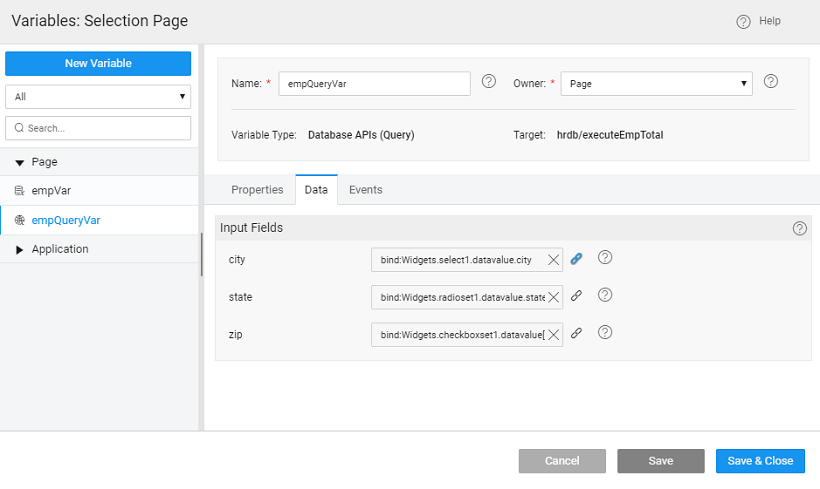 Variables: Selection Page
Help
New Variable
All
Search...
Page
empVar
empQueryVar
Application
Name: *
empQueryVar
Owner: *
Page
Variable Type:
Database APIs (Query)
Target:
hrdb/executeEmpTotal
Properties
Data
Events
Input Fields
city
bind:Widgets.select1.datavalue.city
state
bind:Widgets.radioset1.datavalue.state
zip
bind:Widgets.checkboxset1.datavalue[
Cancel
Save
Save & Close